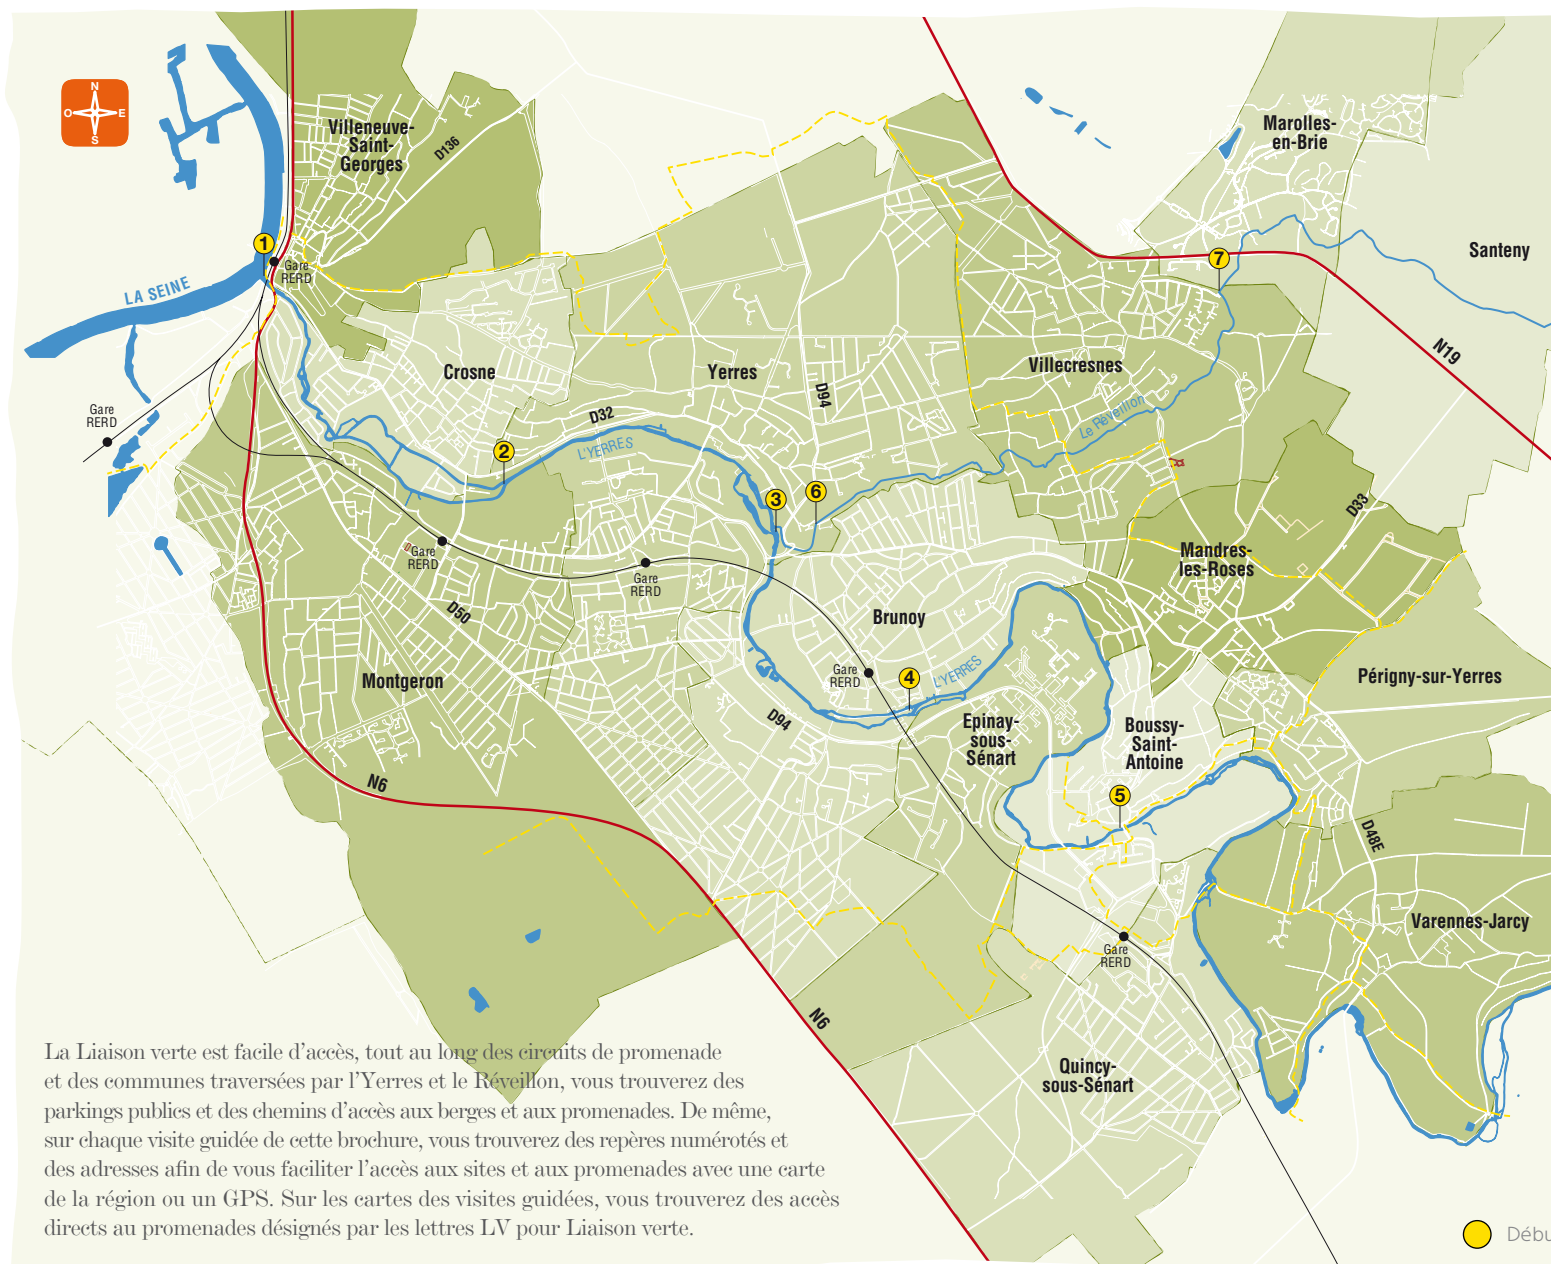 N
O
E
S
Villeneuve-
Saint-
Georges
D136
Marolles-
en-Brie
1
Gare
RERD
LA SEINE
7
Santeny
N19
Crosne
Yerres
D94
Villecresnes
Le Réveillon
Gare
RERD
D32
L'YERRES
2
3
6
D33
Gare
RERD
Gare
RERD
Mandres-
les-Roses
D50
Brunoy
Montgeron
Gare
RERD
4
L'YERRES
Périgny-sur-Yerres
D94
Epinay-
sous-
Sénart
Boussy-
Saint-
Antoine
N6
5
D48E
Varennes-Jarcy
Gare
RERD
N6
Quincy-
sous-Sénart
La Liaison verte est facile d’accès, tout au long des circuits de promenade
et des communes traversées par l’Yerres et le Réveillon, vous trouverez des
parkings publics et des chemins d’accès aux berges et aux promenades. De même,
sur chaque visite guidée de cette brochure, vous trouverez des repères numérotés et
des adresses afin de vous faciliter l’accès aux sites et aux promenades avec une carte
de la région ou un GPS. Sur les cartes des visites guidées, vous trouverez des accès
directs au promenades désignés par les lettres LV pour Liaison verte.
Débu